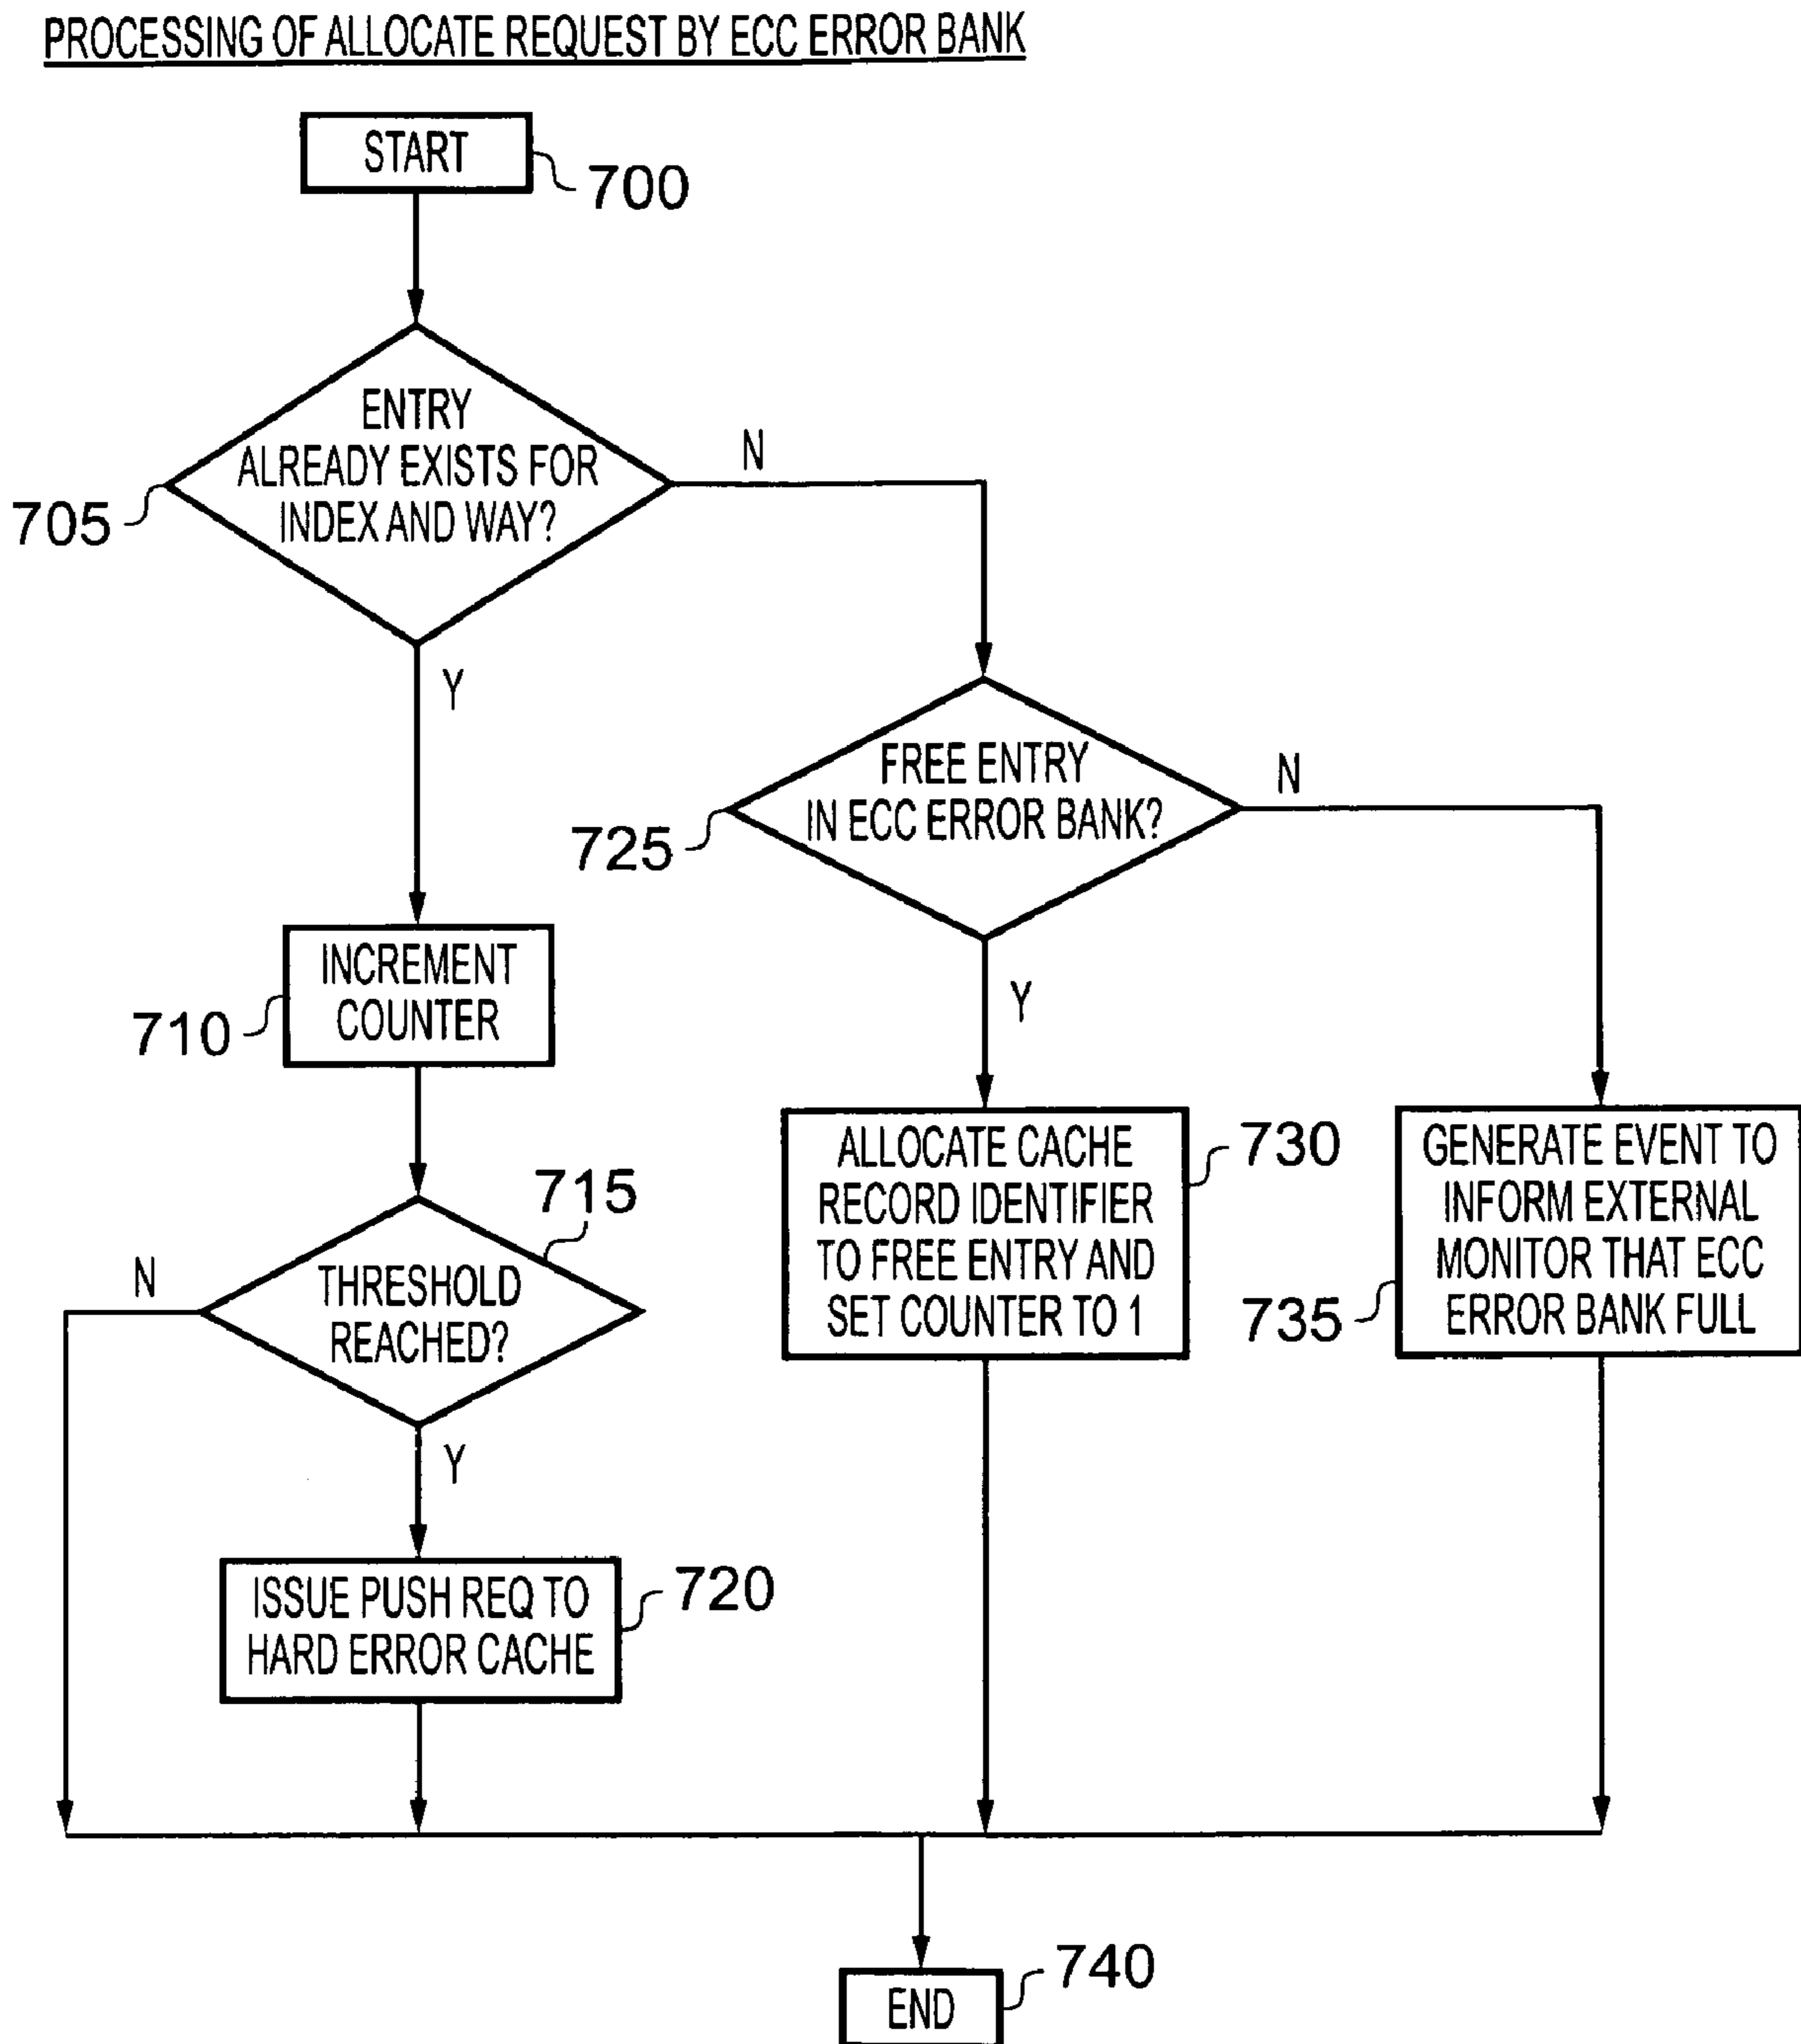 PROCESSING OF ALLOCATE REQUEST BY ECC ERROR BANK
START
700
ENTRY
ALREADY EXISTS FOR
INDEX AND WAY?
705
N
Y
FREE ENTRY
IN ECC ERROR BANK?
725
N
Y
INCREMENT
COUNTER
710
ALLOCATE CACHE
RECORD IDENTIFIER
TO FREE ENTRY AND
SET COUNTER TO 1
730
GENERATE EVENT TO
INFORM EXTERNAL
MONITOR THAT ECC
ERROR BANK FULL
735
715
THRESHOLD
REACHED?
N
Y
ISSUE PUSH REQ TO
HARD ERROR CACHE
720
END
740